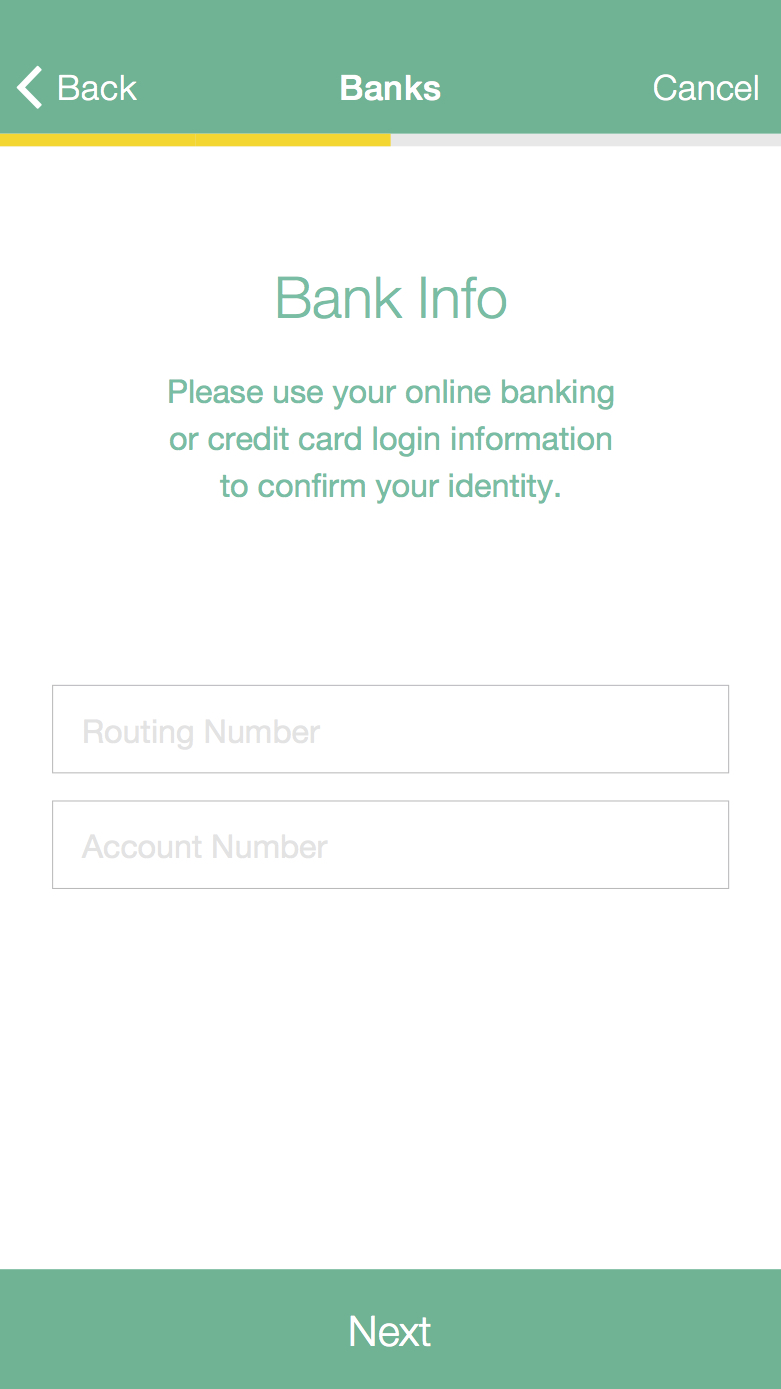 Back Banks Cancel
Bank Info
Please use your online banking
or credit card login information
to confirm your identity.
Routing Number
Account Number
Next